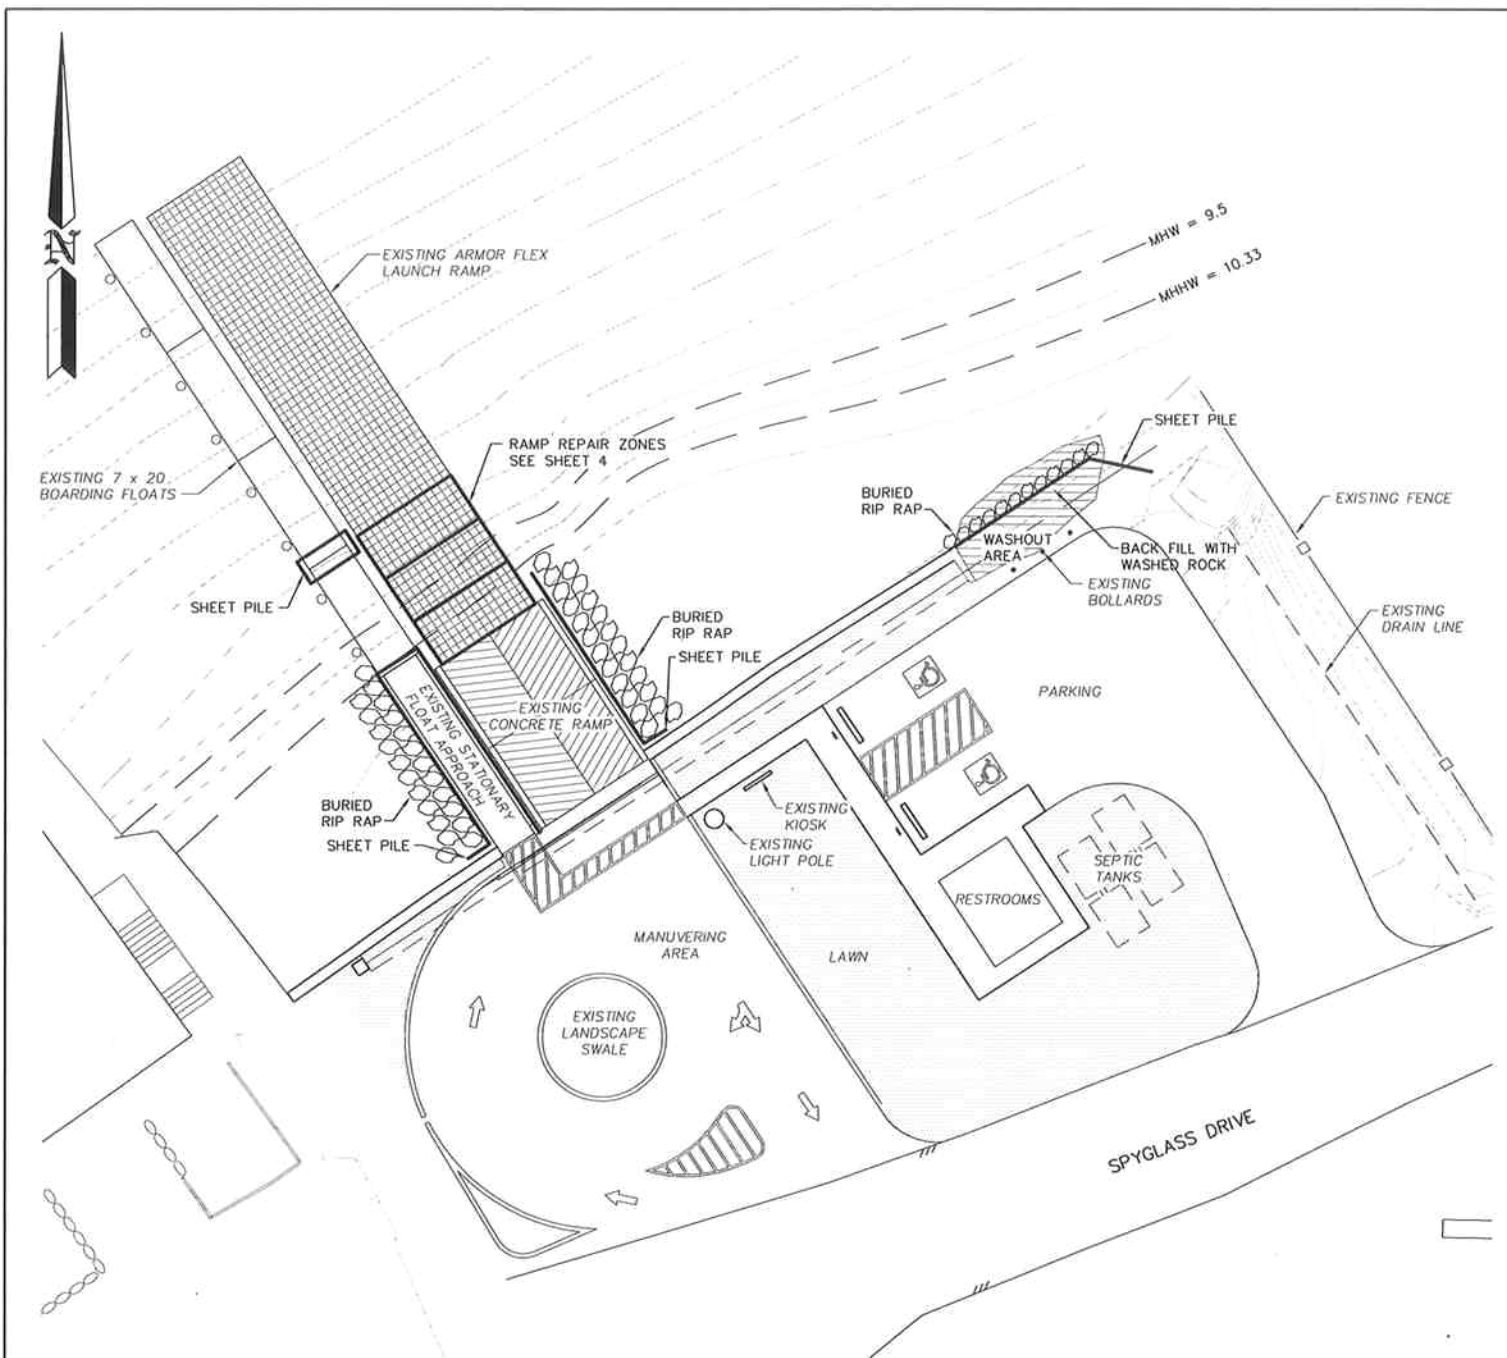 N
MHW = 9.5
EXISTING ARMOR FLEX
LAUNCH RAMP
MHHW = 10.33
SHEET PILE
RAMP REPAIR ZONES
SEE SHEET 4
EXISTING 7 x 20
BOARDING FLOATS
BURIED
RIP RAP
EXISTING FENCE
WASHOUT
AREA
BACK FILL WITH
WASHED ROCK
EXISTING
BOLLARDS
SHEET PILE
EXISTING
DRAIN LINE
BURIED
RIP RAP
SHEET PILE
PARKING
EXISTING STATIONARY
FLOAT APPROACH
EXISTING
CONCRETE RAMP
BURIED
RIP RAP
SHEET PILE
EXISTING
KIOSK
EXISTING
LIGHT POLE
SEPTIC
TANKS
RESTROOMS
MANUVERING
AREA
LAWN
EXISTING
LANDSCAPE
SWALE
SPYGLASS DRIVE